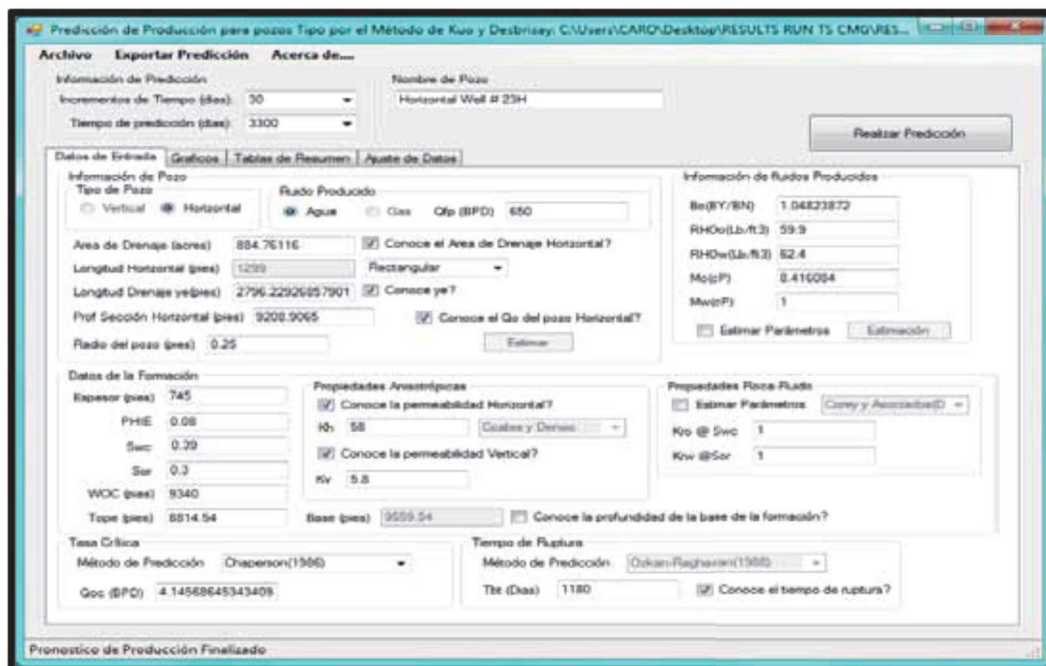 Predicción de Producción para pozos Tipo por el Método de Kuo y Desbrisay: C:\Users\CARO\Desktop\RESULTS RUN TS CMG\RES...
Archivo Exportar Predicción Acerca de....
Información de Predicción
Incrementos de Tiempo (días): 30
Tiempo de predicción (días): 3300
Nombre de Pozo
Horizontal Well # 23H
Realizar Predicción
Datos de Entrada Graficos Tablas de Resumen Ajuste de Datos
Información de Pozo
Tipo de Pozo
Vertical Horizontal
Fluido Producido
Agua Gas Qfp (BPD) 650
Area de Drenaje (acres) 884.76116 Conoce el Area de Drenaje Horizontal?
Longitud Horizontal (pies) 1299 Rectangular
Longitud Drenaje ye(pies) 2796.22926857901 Conoce ye?
Prof Sección Horizontal (pies) 9208.9065 Conoce el Qo del pozo Horizontal?
Radio del pozo (pies) 0.25 Estimar
Información de fluidos Producidos
Bo(BY/BN) 1.04823872
RHOo(Lb/ft3) 59.9
RHOw(Lb/ft3) 62.4
Mo(cP) 8.416084
Mw(cP) 1
Estimar Parámetros Estimación
Datos de la Formación
Espesor (pies) 745
PHIE 0.08
Swc 0.39
Sor 0.3
WOC (pies) 9340
Tope (pies) 8814.54
Propiedades Anisotrópicas
Conoce la permeabilidad Horizontal?
Kh 58 Coates y Denoo
Conoce la permeabilidad Vertical?
Kv 5.8
Propiedades Roca Fluido
Estimar Parámetros Corey y Asociados(D
Kro @ Swc 1
Krw @Sor 1
Base (pies) 9559.54 Conoce la profundidad de la base de la formación?
Tasa Crítica
Método de Predicción Chaperson(1986)
Qoc (BPD) 4.14568645343409
Tiempo de Ruptura
Método de Predicción Ozkan-Raghavan(1988)
Tbt (Dias) 1180 Conoce el tiempo de ruptura?
Pronostico de Producción Finalizado